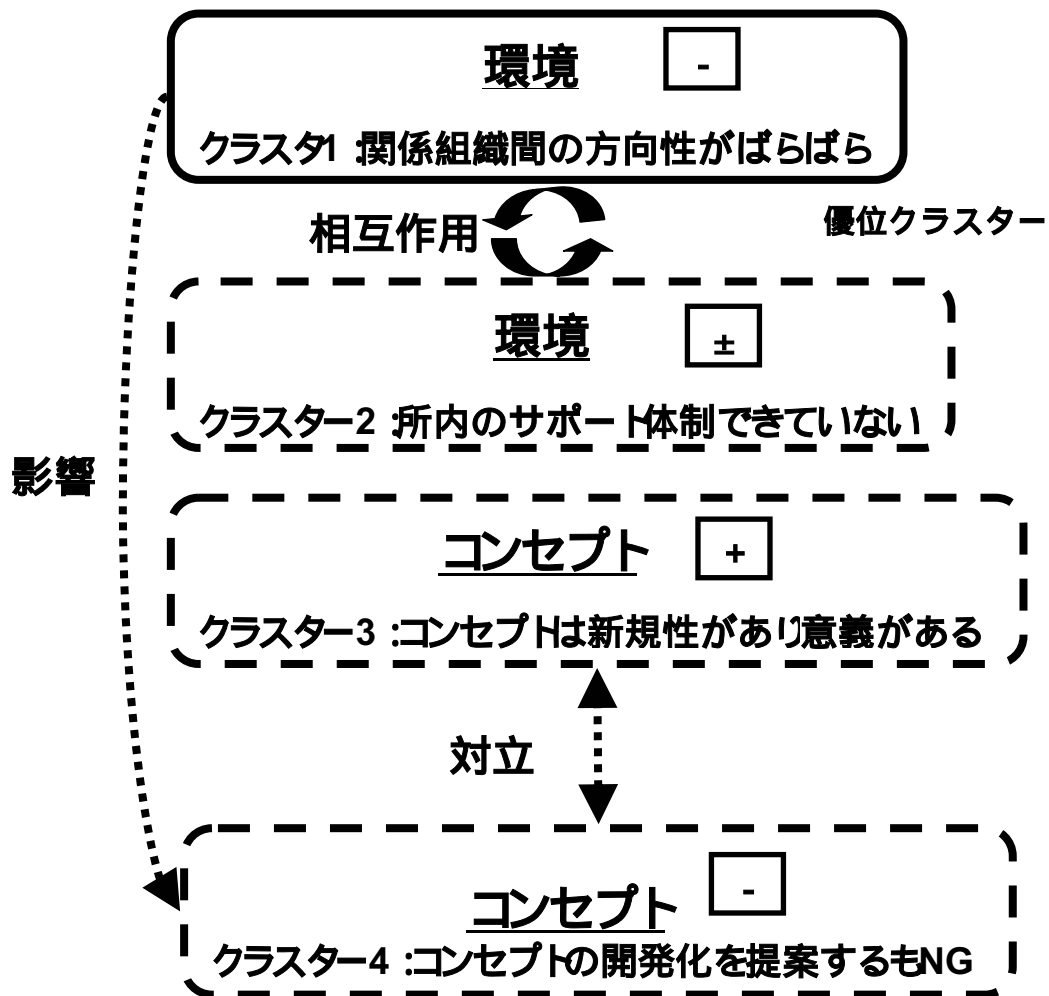 環境 -
クラスタ1:関係組織間の方向性がばらばら
相互作用
優位クラスター
環境 ±
クラスター2:所内のサポート体制できていない
影響
コンセプト +
クラスター3:コンセプトは新規性があり意義がある
対立
コンセプト -
クラスター4:コンセプトの開発化を提案するもNG